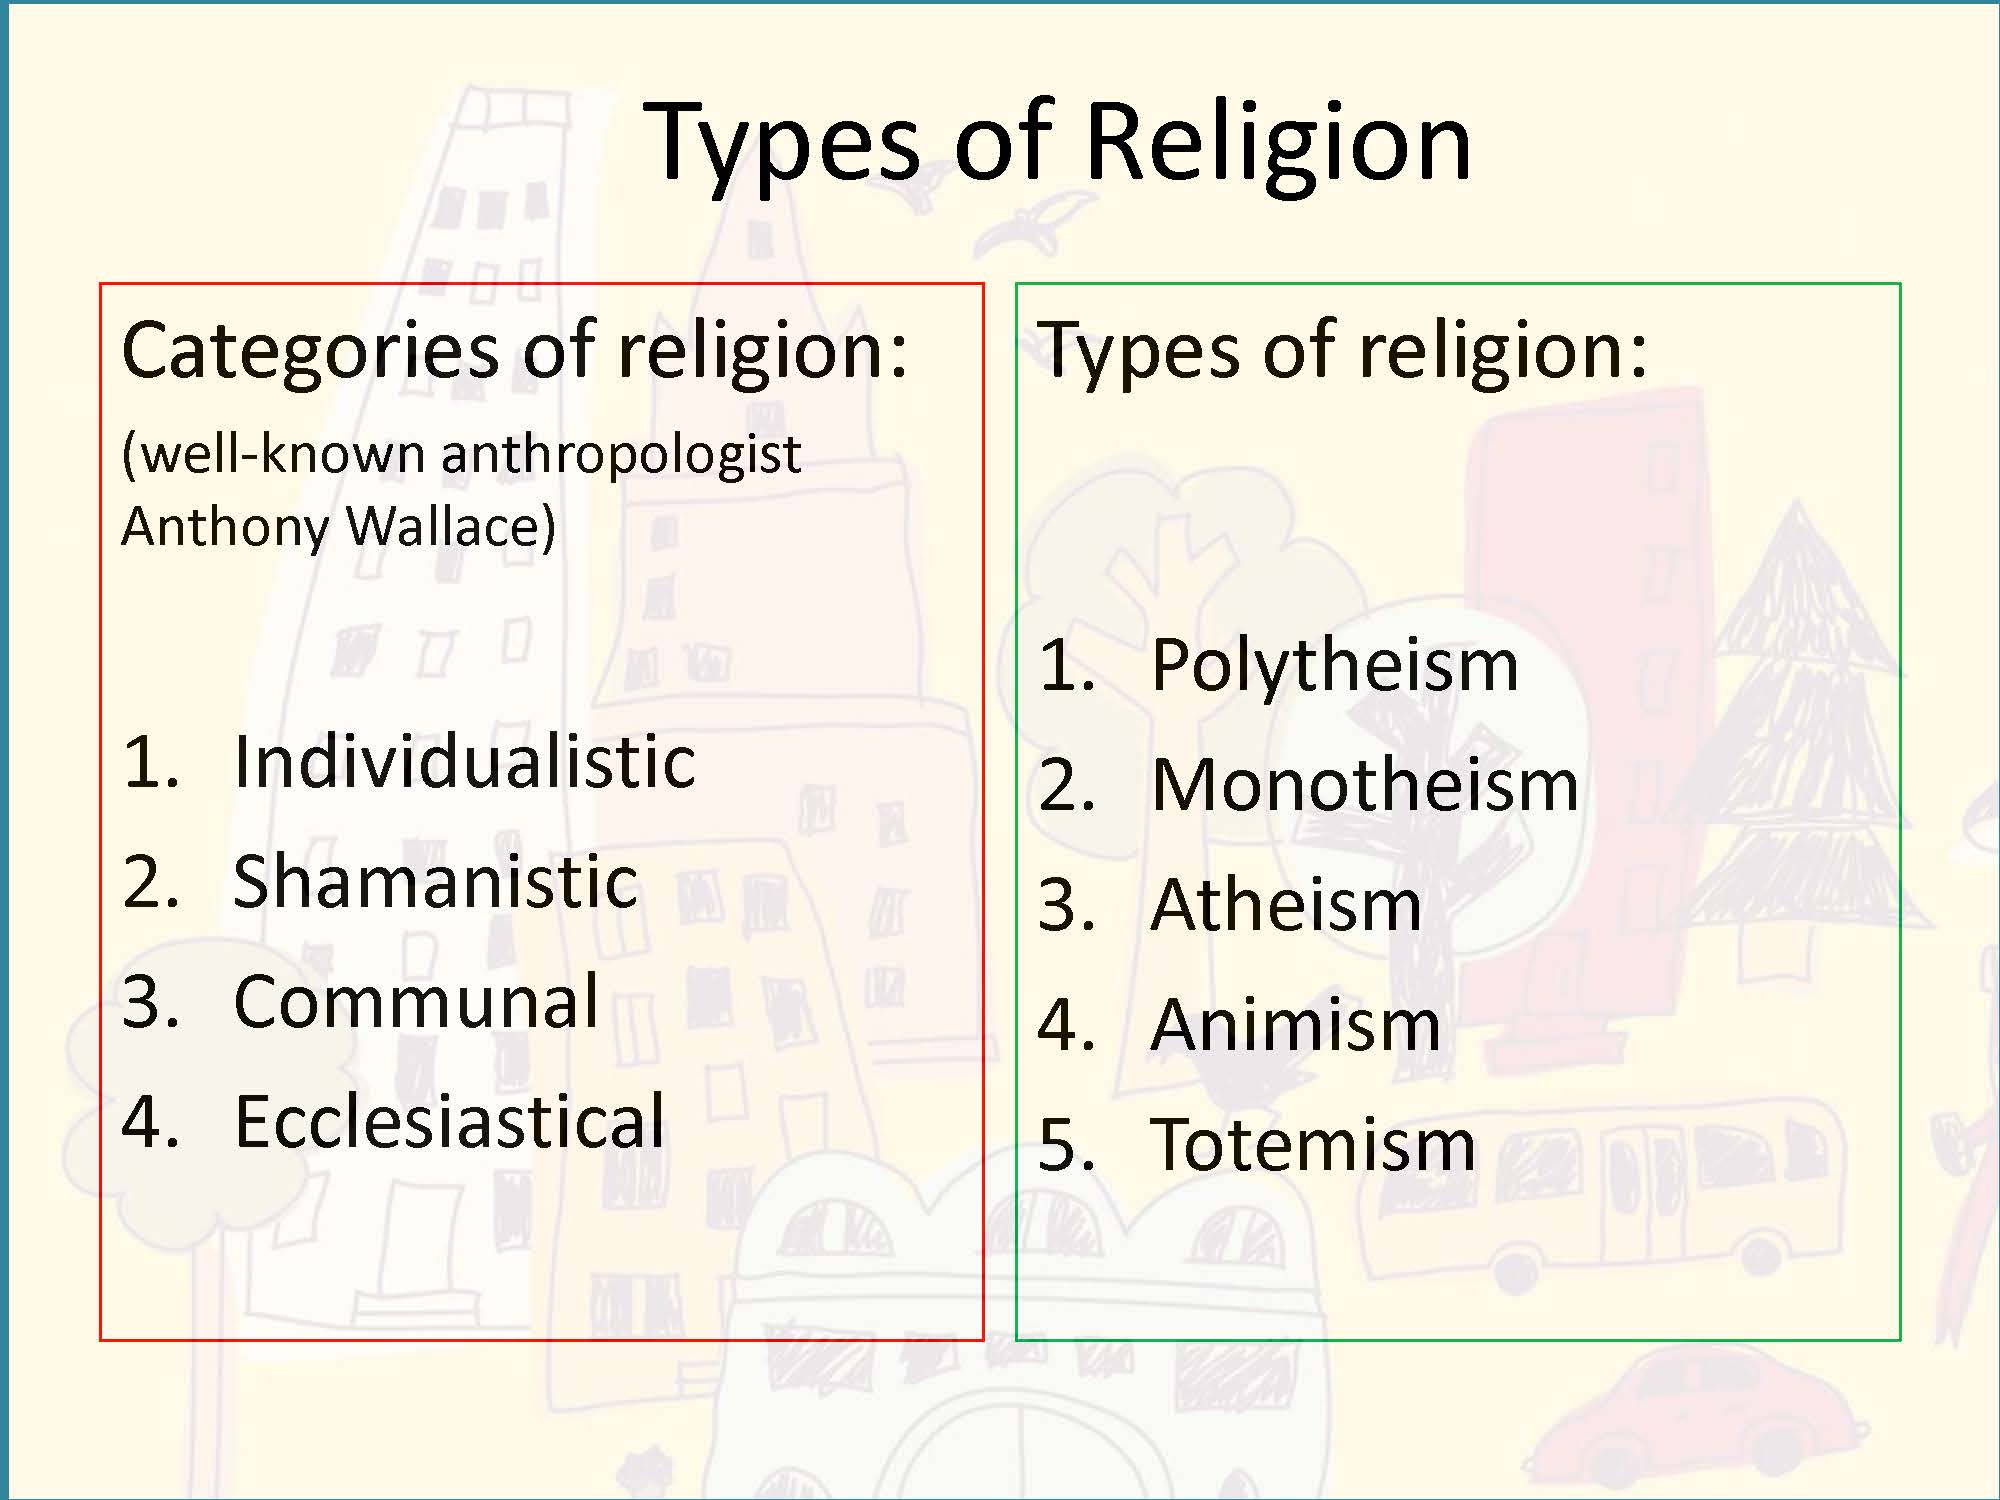 Types of Religion
Categories of religion:
(well-known anthropologist
Anthony Wallace)
1. Individualistic
2. Shamanistic
3. Communal
4. Ecclesiastical
Types of religion:
1. Polytheism
2. Monotheism
3. Atheism
4. Animism
5. Totemism